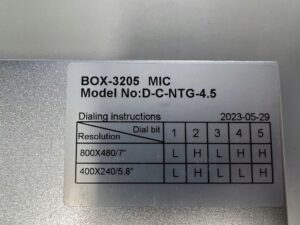 BOX-3205 MIC
Model No:D-C-NTG-4.5
Dialing instructions 2023-05-29
Dial bit 1 2 3 4 5
Resolution
800X480/7" L H L H H
400X240/5.8" L L L H H